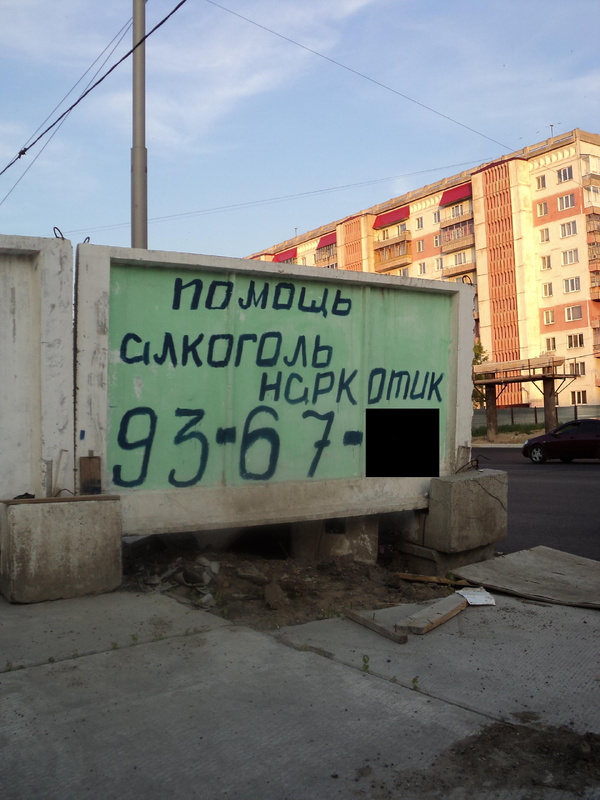 помощь
алкоголь
наркотик
93-67-